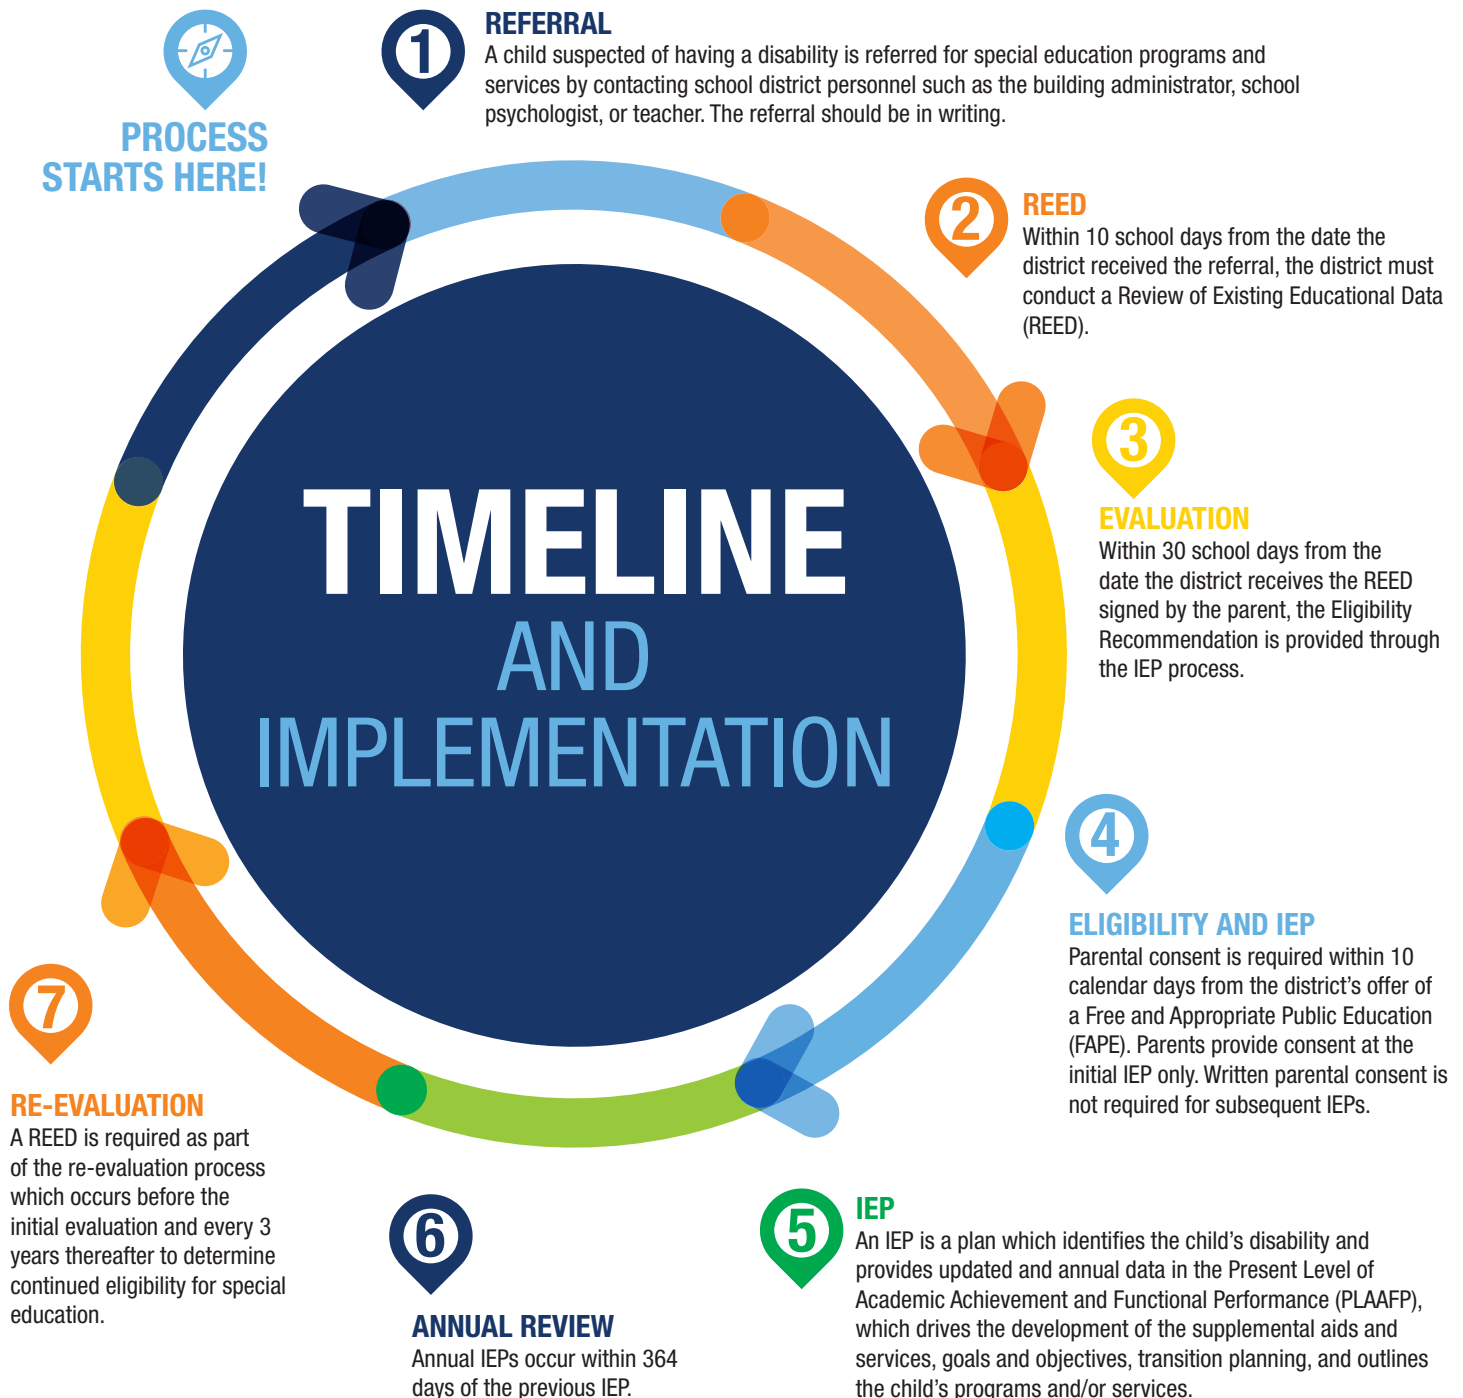 PROCESS
STARTS HERE!
1
REFERRAL
A child suspected of having a disability is referred for special education programs and
services by contacting school district personnel such as the building administrator, school
psychologist, or teacher. The referral should be in writing.
2
REED
Within 10 school days from the date the
district received the referral, the district must
conduct a Review of Existing Educational Data
(REED).
3
EVALUATION
Within 30 school days from the
date the district receives the REED
signed by the parent, the Eligibility
Recommendation is provided through
the IEP process.
TIMELINE
AND
IMPLEMENTATION
4
ELIGIBILITY AND IEP
Parental consent is required within 10
calendar days from the district’s offer of
a Free and Appropriate Public Education
(FAPE). Parents provide consent at the
initial IEP only. Written parental consent is
not required for subsequent IEPs.
5
IEP
An IEP is a plan which identifies the child’s disability and
provides updated and annual data in the Present Level of
Academic Achievement and Functional Performance (PLAAFP),
which drives the development of the supplemental aids and
services, goals and objectives, transition planning, and outlines
the child’s programs and/or services.
6
ANNUAL REVIEW
Annual IEPs occur within 364
days of the previous IEP.
7
RE-EVALUATION
A REED is required as part
of the re-evaluation process
which occurs before the
initial evaluation and every 3
years thereafter to determine
continued eligibility for special
education.